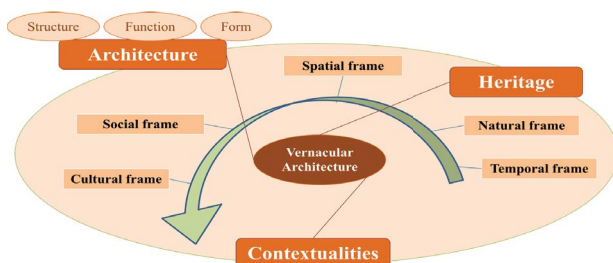 Structure
Function
Form
Architecture
Spatial frame
Heritage
Social frame
Natural frame
Vernacular
Architecture
Cultural frame
Temporal frame
Contextualities